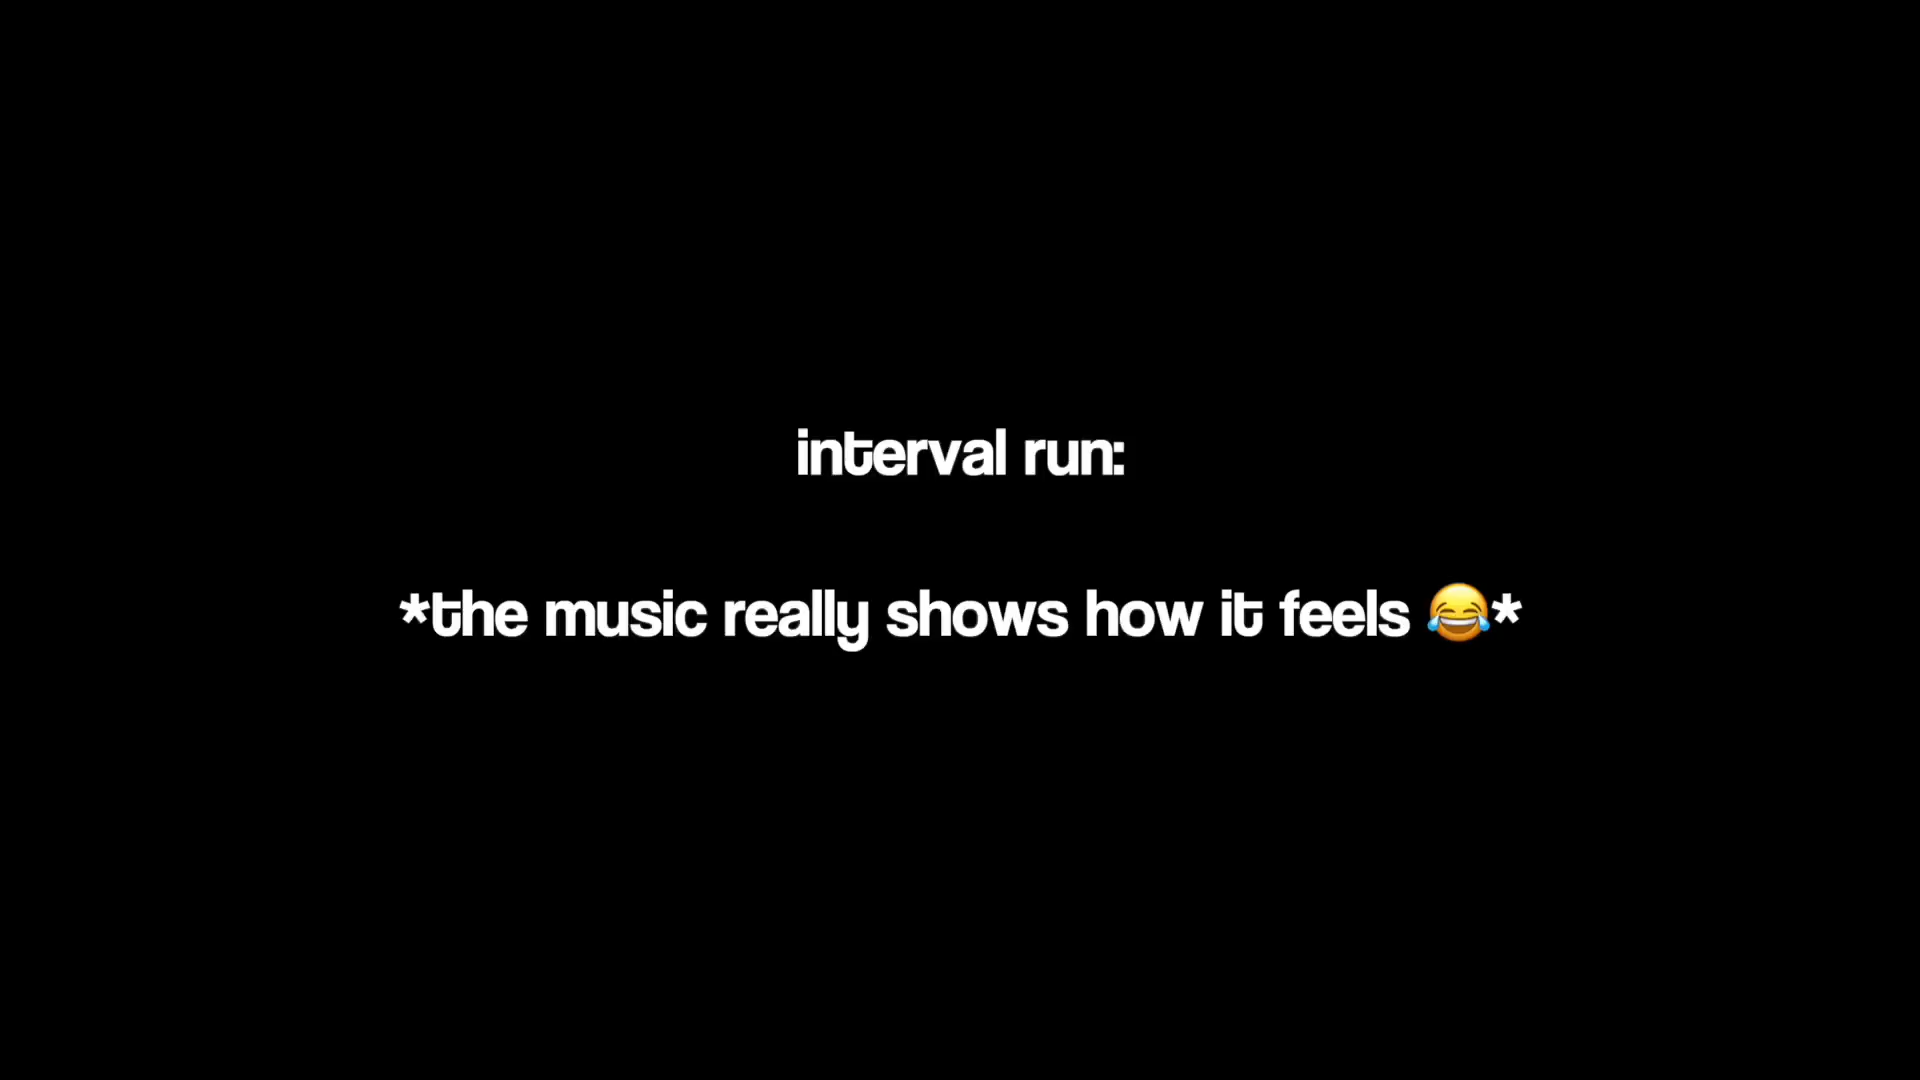 interval run:
*the music really shows how it feels 😂*